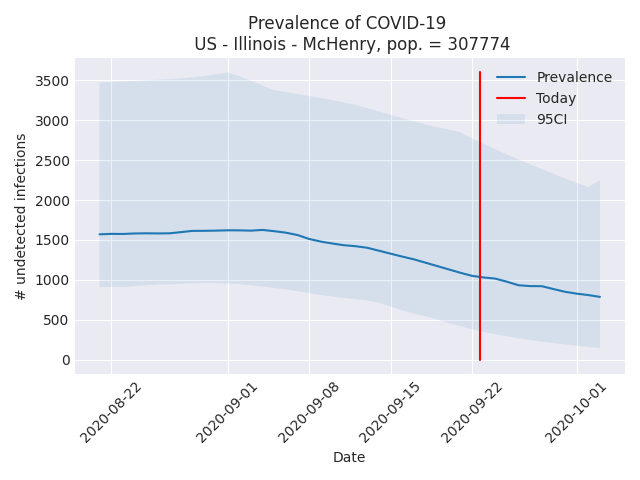 Prevalence of COVID-19
US - Illinois - McHenry, pop. = 307774
Prevalence
Today
95CI
# undetected infections
3500
3000
2500
2000
1500
1000
500
0
2020-08-22
2020-09-01
2020-09-08
2020-09-15
2020-09-22
2020-10-01
Date